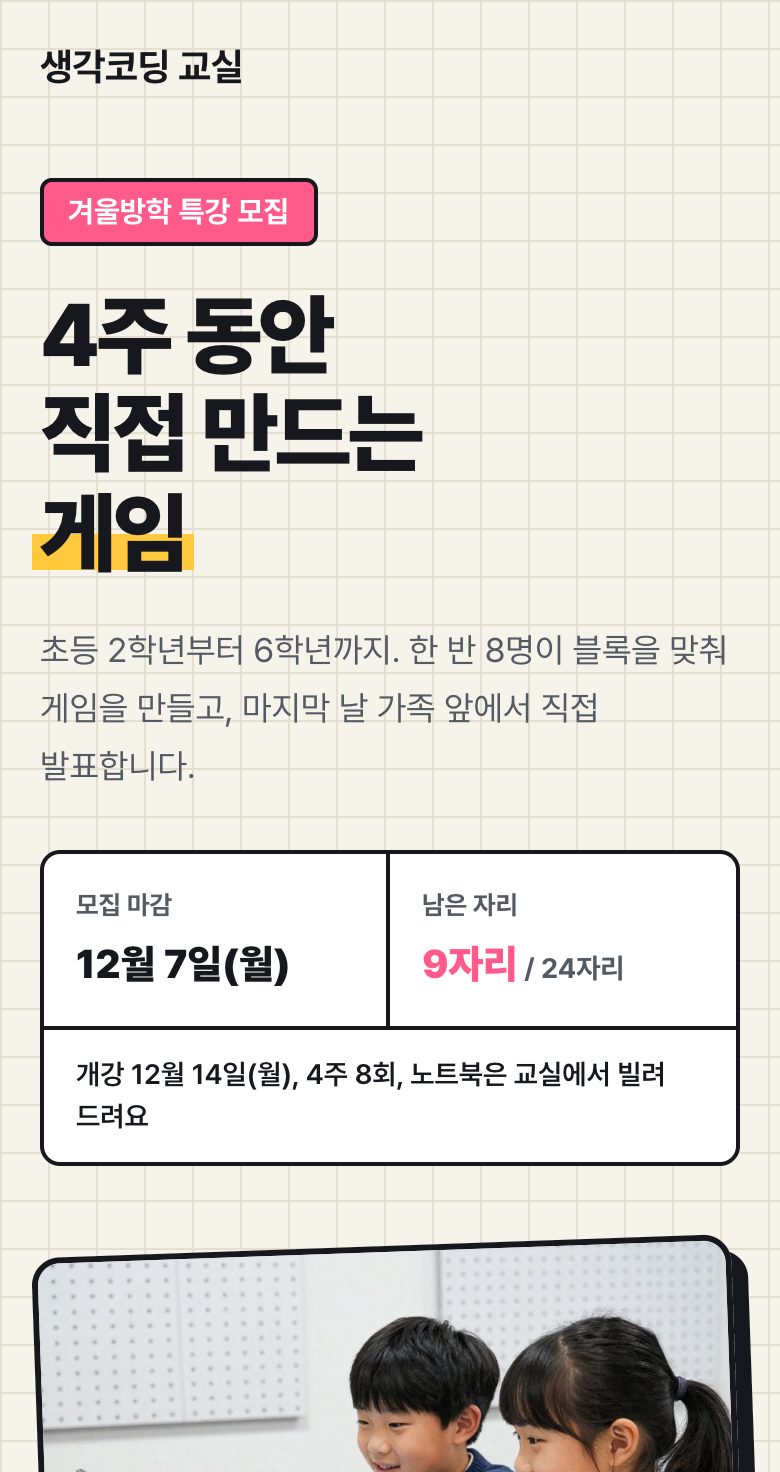 생각코딩 교실
겨울방학 특강 모집
4주 동안
직접 만드는
게임
초등 2학년부터 6학년까지. 한 반 8명이 블록을 맞춰
게임을 만들고, 마지막 날 가족 앞에서 직접
발표합니다.
모집 마감
12월 7일(월)
남은 자리
9자리 / 24자리
개강 12월 14일(월), 4주 8회, 노트북은 교실에서 빌려
드려요